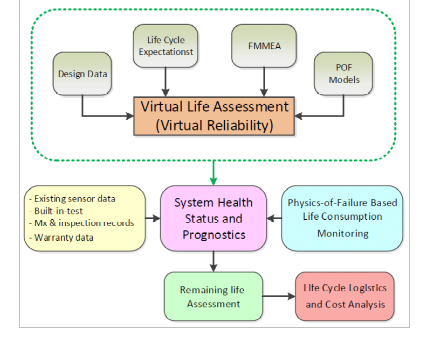 Life Cycle
Expectationst
FMMEA
Design Data
POF
Models
Virtual Life Assessment
(Virtual Reliability)
- Existing sensor data
- Built-in-test
- Mx & inspection records
- Warranty data
System Health
Status and
Prognostics
Physics-of-Failure Based
Life Consumption
Monitoring
Remaining life
Assessment
Life Cycle Logistics
and Cost Analysis